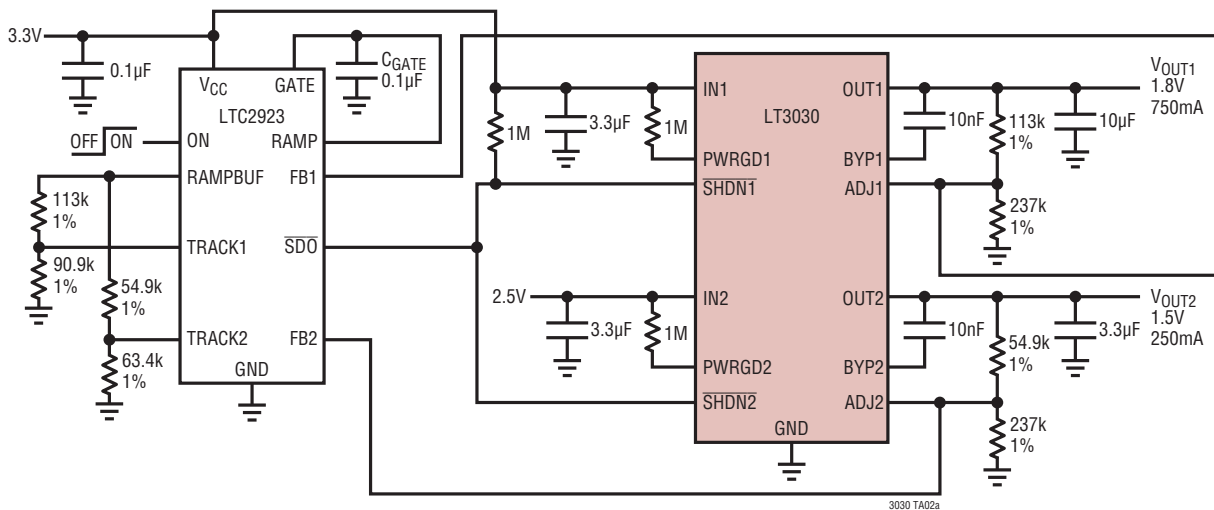 3.3V
0.1µF
VCC
GATE
CGATE
0.1µF
LTC2923
OFF
ON
ON
RAMP
RAMPBUF
FB1
113k
1%
TRACK1
SDO
90.9k
1%
54.9k
1%
TRACK2
FB2
63.4k
1%
GND
1M
3.3µF
1M
IN1
OUT1
LT3030
PWRGD1
BYP1
SHDN1
ADJ1
10nF
113k
1%
10µF
VOUT1
1.8V
750mA
237k
1%
2.5V
3.3µF
1M
IN2
OUT2
PWRGD2
BYP2
SHDN2
ADJ2
GND
10nF
54.9k
1%
3.3µF
VOUT2
1.5V
250mA
237k
1%
3030 TA02a